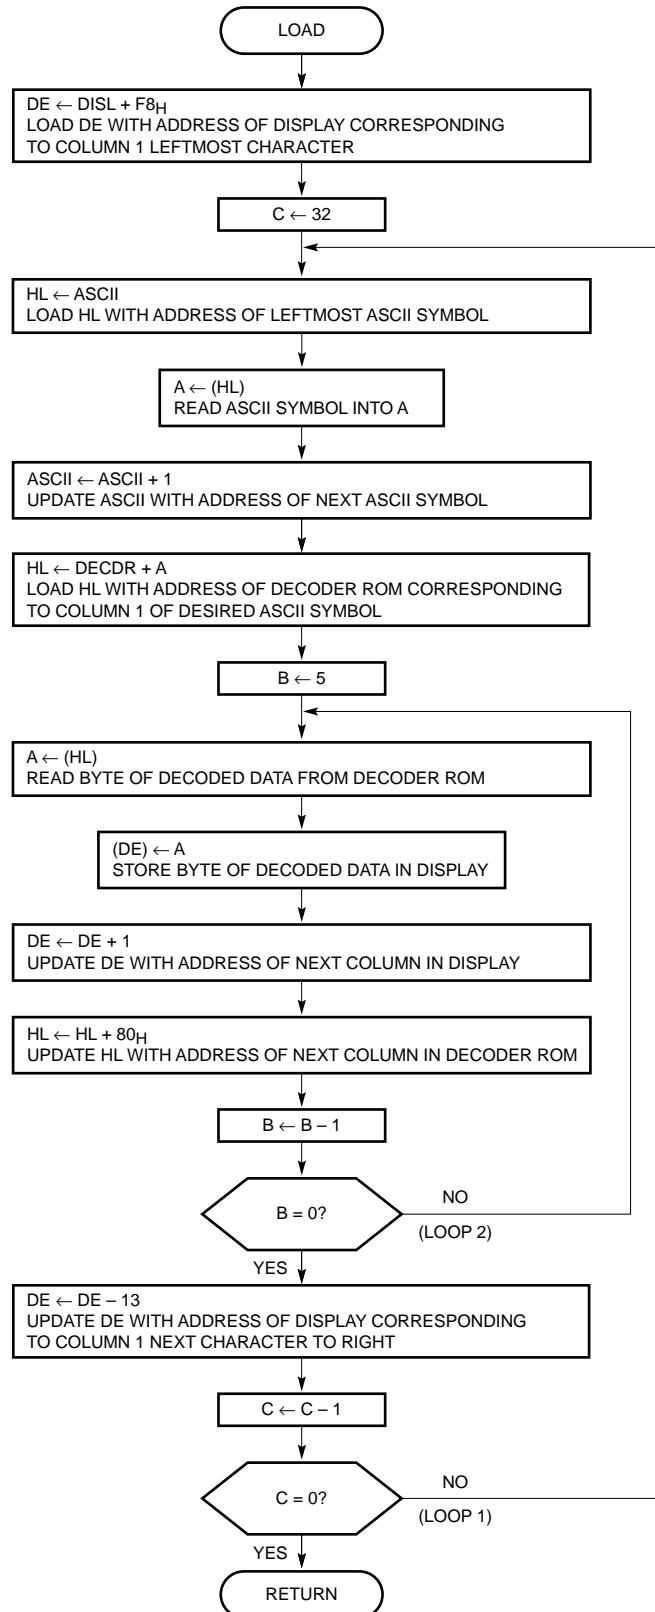 LOAD
DE ← DISL + F8H
LOAD DE WITH ADDRESS OF DISPLAY CORRESPONDING
TO COLUMN 1 LEFTMOST CHARACTER
C ← 32
HL ← ASCII
LOAD HL WITH ADDRESS OF LEFTMOST ASCII SYMBOL
A ← (HL)
READ ASCII SYMBOL INTO A
ASCII ← ASCII + 1
UPDATE ASCII WITH ADDRESS OF NEXT ASCII SYMBOL
HL ← DECDR + A
LOAD HL WITH ADDRESS OF DECODER ROM CORRESPONDING
TO COLUMN 1 OF DESIRED ASCII SYMBOL
B ← 5
A ← (HL)
READ BYTE OF DECODED DATA FROM DECODER ROM
(DE) ← A
STORE BYTE OF DECODED DATA IN DISPLAY
DE ← DE + 1
UPDATE DE WITH ADDRESS OF NEXT COLUMN IN DISPLAY
HL ← HL + 80H
UPDATE HL WITH ADDRESS OF NEXT COLUMN IN DECODER ROM
B ← B – 1
B = 0?
NO
(LOOP 2)
YES
DE ← DE – 13
UPDATE DE WITH ADDRESS OF DISPLAY CORRESPONDING
TO COLUMN 1 NEXT CHARACTER TO RIGHT
C ← C – 1
C = 0?
NO
(LOOP 1)
YES
RETURN